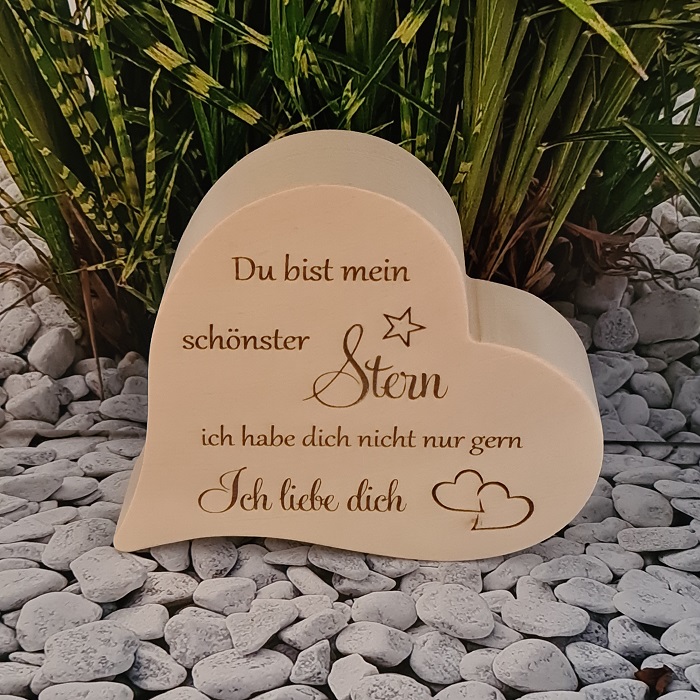 Du bist mein
schönster Stern
ich habe dich nicht nur gern
Ich liebe dich